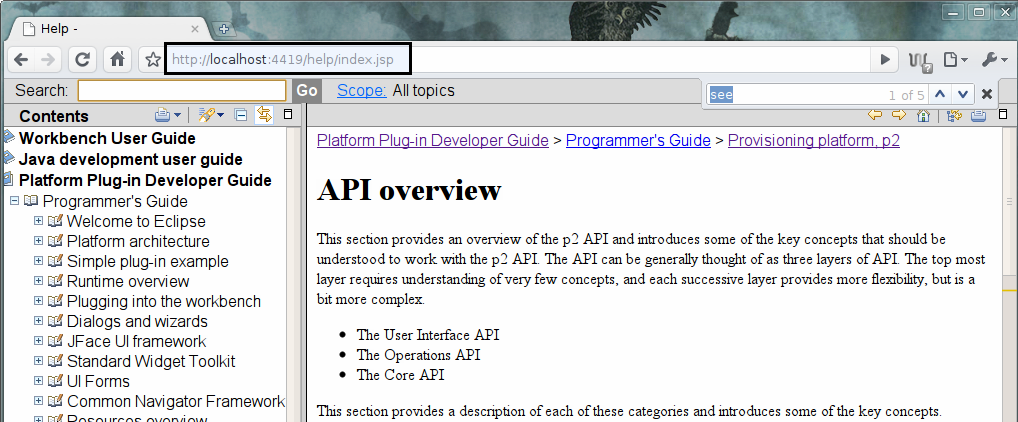 Help -
http://localhost:4419/help/index.jsp
Search: Go Scope: All topics
see 1 of 5
Contents
Workbench User Guide
Java development user guide
Platform Plug-in Developer Guide
Programmer's Guide
Welcome to Eclipse
Platform architecture
Simple plug-in example
Runtime overview
Plugging into the workbench
Dialogs and wizards
JFace UI framework
Standard Widget Toolkit
UI Forms
Common Navigator Framework
Resources overview
Platform Plug-in Developer Guide > Programmer's Guide > Provisioning platform, p2
API overview
This section provides an overview of the p2 API and introduces some of the key concepts that should be
understood to work with the p2 API. The API can be generally thought of as three layers of API. The top most
layer requires understanding of very few concepts, and each successive layer provides more flexibility, but is a
bit more complex.
• The User Interface API
• The Operations API
• The Core API
This section provides a description of each of these categories and introduces some of the key concepts.